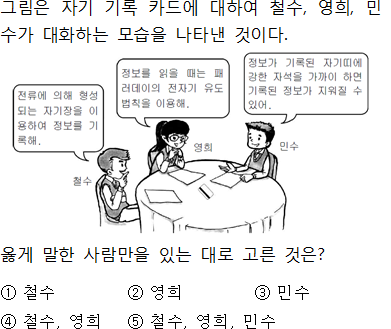 그림은 자기 기록 카드에 대하여 철수, 영희, 민
수가 대화하는 모습을 나타낸 것이다.
전류에 의해 형성
되는 자기장을 이
용하여 정보를 기
록해.
정보를 읽을 때는 패
러데이의 전자기 유도
법칙을 이용해.
정보가 기록된 자기띠에
강한 자석을 가까이 하면
기록된 정보가 지워질 수
있어.
철수
영희
민수
옳게 말한 사람만을 있는 대로 고른 것은?
① 철수 ② 영희 ③ 민수
④ 철수, 영희 ⑤ 철수, 영희, 민수